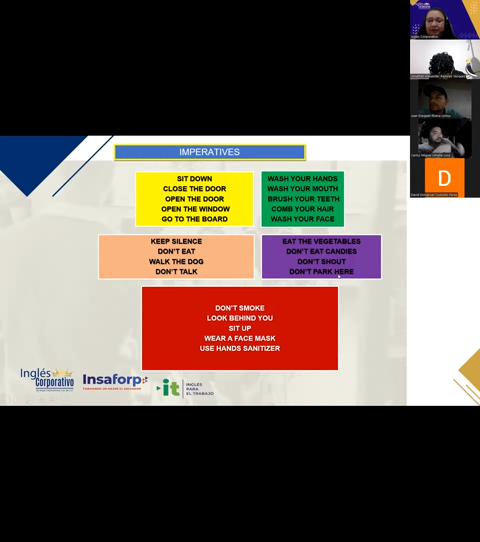 IMPERATIVES
SIT DOWN
CLOSE THE DOOR
OPEN THE DOOR
OPEN THE WINDOW
GO TO THE BOARD
WASH YOUR HANDS
WASH YOUR MOUTH
BRUSH YOUR TEETH
COMB YOUR HAIR
WASH YOUR FACE
KEEP SILENCE
DON'T EAT
WALK THE DOG
DON'T TALK
EAT THE VEGETABLES
DON'T EAT CANDIES
DON'T SHOUT
DON'T PARK HERE
DON'T SMOKE
LOOK BEHIND YOU
SIT UP
WEAR A FACE MASK
USE HANDS SANITIZER
Inglés
Corporativo
Insaforp
it
INGLÉS
PARA
EL TRABAJO
Inglés Corporativo
D